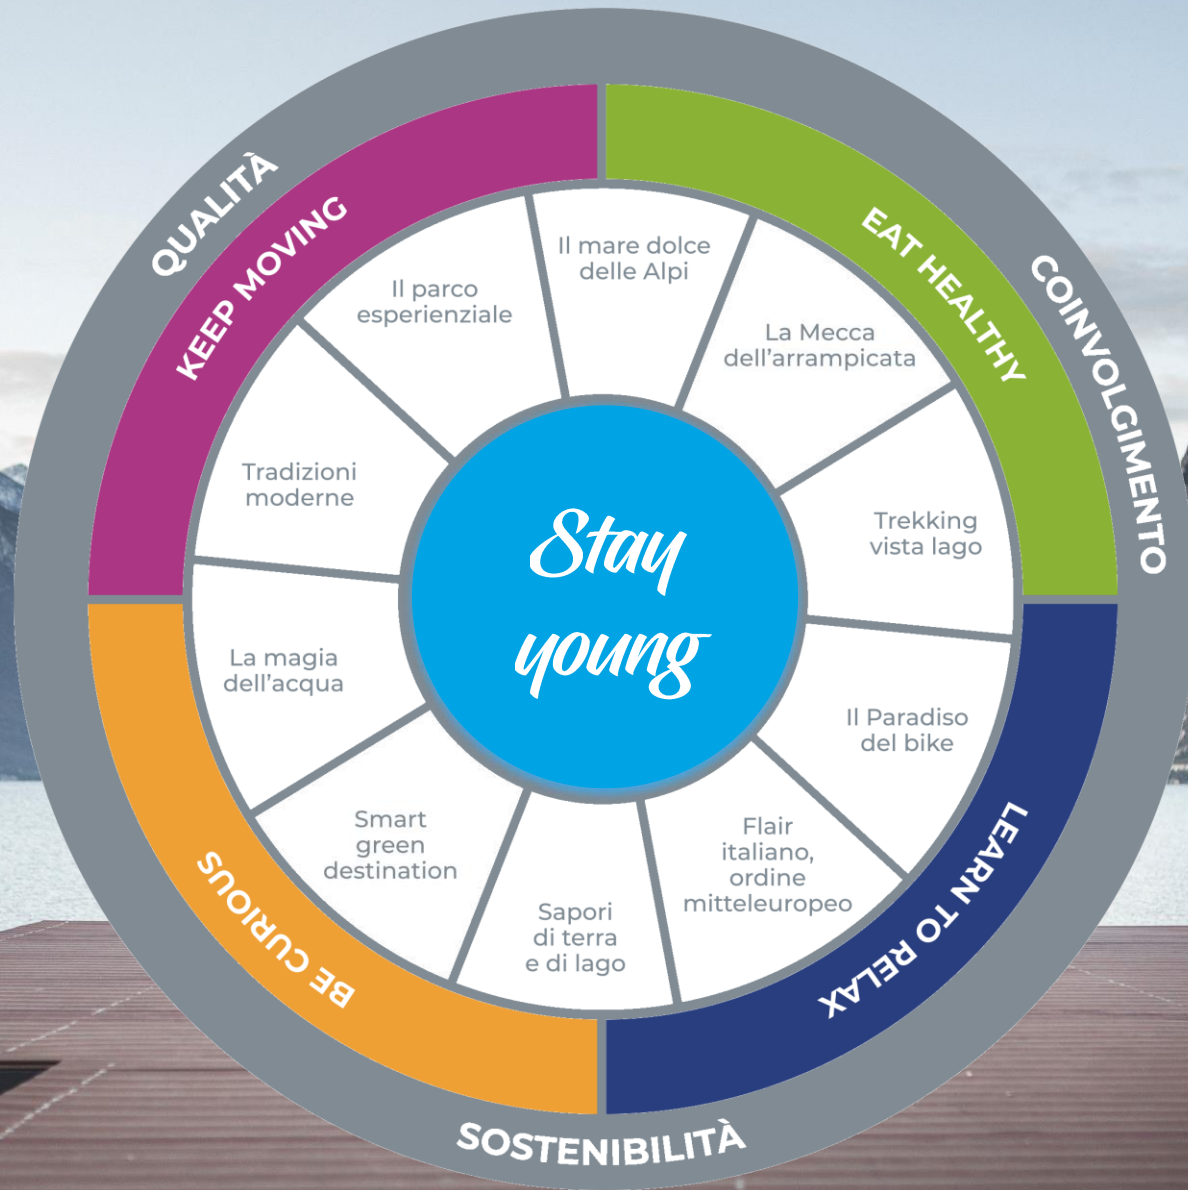 QUALITÀ
COINVOLGIMENTO
SOSTENIBILITÀ
KEEP MOVING
EAT HEALTHY
LEARN TO RELAX
BE CURIOUS
Il mare dolce
delle Alpi
La Mecca
dell’arrampicata
Trekking
vista lago
Il Paradiso
del bike
Flair
italiano,
ordine
mitteleuropeo
Sapori
di terra
e di lago
Smart
green
destination
La magia
dell’acqua
Tradizioni
moderne
Il parco
esperienziale
Stay
young